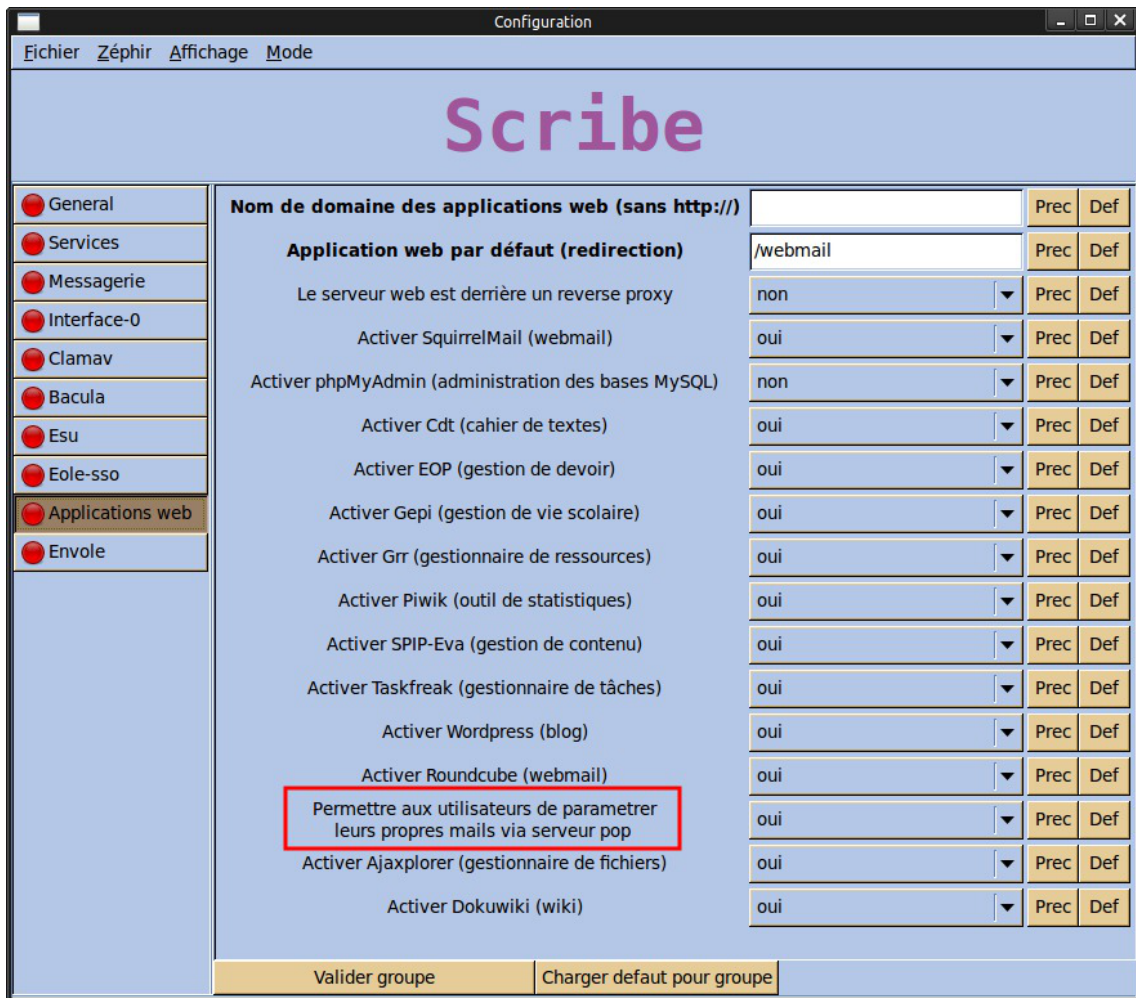 Configuration
Fichier Zéphir Affichage Mode
Scribe
General
Services
Messagerie
Interface-0
Clamav
Bacula
Esu
Eole-sso
Applications web
Envole
Nom de domaine des applications web (sans http://) Prec Def
Application web par défaut (redirection) /webmail Prec Def
Le serveur web est derrière un reverse proxy non Prec Def
Activer SquirrelMail (webmail) oui Prec Def
Activer phpMyAdmin (administration des bases MySQL) non Prec Def
Activer Cdt (cahier de textes) oui Prec Def
Activer EOP (gestion de devoir) oui Prec Def
Activer Gepi (gestion de vie scolaire) oui Prec Def
Activer Grr (gestionnaire de ressources) oui Prec Def
Activer Piwik (outil de statistiques) oui Prec Def
Activer SPIP-Eva (gestion de contenu) oui Prec Def
Activer Taskfreak (gestionnaire de tâches) oui Prec Def
Activer Wordpress (blog) oui Prec Def
Activer Roundcube (webmail) oui Prec Def
Permettre aux utilisateurs de parametrer
leurs propres mails via serveur pop oui Prec Def
Activer Ajaxplorer (gestionnaire de fichiers) oui Prec Def
Activer Dokuwiki (wiki) oui Prec Def
Valider groupe Charger defaut pour groupe